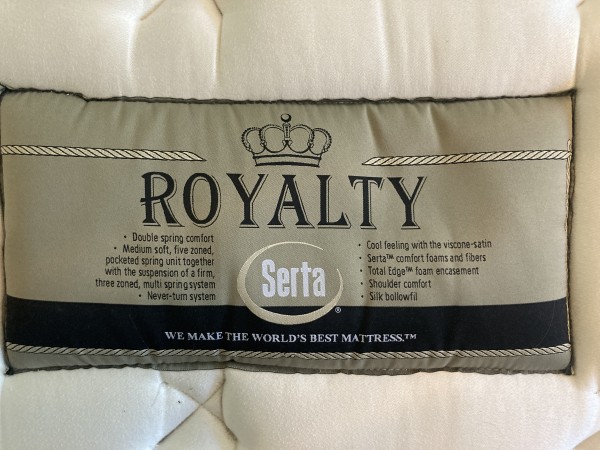 ROYALTY
• Double spring comfort
• Medium soft, five zoned,
pocketed spring unit together
with the suspension of a firm,
three zoned, multi spring system
• Never-turn system
Serta®
• Cool feeling with the viscone-satin
• Serta™ comfort foams and fibers
• Total Edge™ foam encasement
• Shoulder comfort
• Silk bollowfil
WE MAKE THE WORLD'S BEST MATTRESS.™